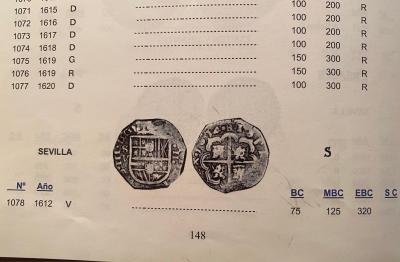 1071 1615 D 100 200 R
1072 1616 D 100 200 R
1073 1617 D 100 200 R
1074 1618 D 100 200 R
1075 1619 G 150 300 R
1076 1619 R 150 300 R
1077 1620 D 100 300 R
SEVILLA S
Nº Año BC MBC EBC S C
1078 1612 V 75 125 320
148